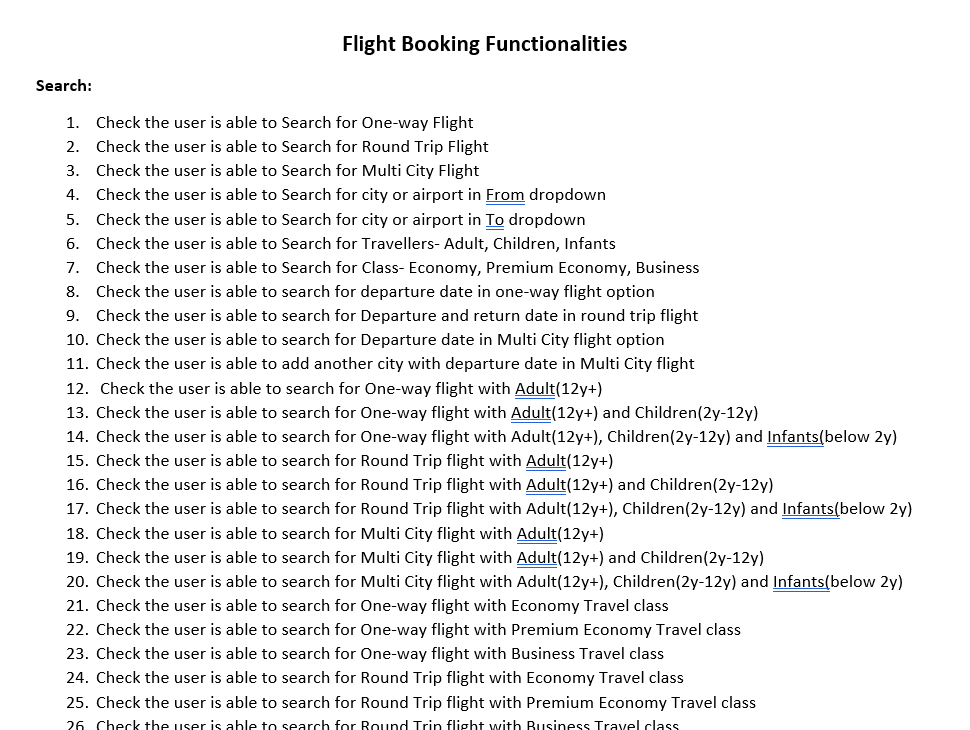 Flight Booking Functionalities
Search:
1. Check the user is able to Search for One-way Flight
2. Check the user is able to Search for Round Trip Flight
3. Check the user is able to Search for Multi City Flight
4. Check the user is able to Search for city or airport in From dropdown
5. Check the user is able to Search for city or airport in To dropdown
6. Check the user is able to Search for Travellers- Adult, Children, Infants
7. Check the user is able to Search for Class- Economy, Premium Economy, Business
8. Check the user is able to search for departure date in one-way flight option
9. Check the user is able to search for Departure and return date in round trip flight
10. Check the user is able to search for Departure date in Multi City flight option
11. Check the user is able to add another city with departure date in Multi City flight
12. Check the user is able to search for One-way flight with Adult(12y+)
13. Check the user is able to search for One-way flight with Adult(12y+) and Children(2y-12y)
14. Check the user is able to search for One-way flight with Adult(12y+), Children(2y-12y) and Infants(below 2y)
15. Check the user is able to search for Round Trip flight with Adult(12y+)
16. Check the user is able to search for Round Trip flight with Adult(12y+) and Children(2y-12y)
17. Check the user is able to search for Round Trip flight with Adult(12y+), Children(2y-12y) and Infants(below 2y)
18. Check the user is able to search for Multi City flight with Adult(12y+)
19. Check the user is able to search for Multi City flight with Adult(12y+) and Children(2y-12y)
20. Check the user is able to search for Multi City flight with Adult(12y+), Children(2y-12y) and Infants(below 2y)
21. Check the user is able to search for One-way flight with Economy Travel class
22. Check the user is able to search for One-way flight with Premium Economy Travel class
23. Check the user is able to search for One-way flight with Business Travel class
24. Check the user is able to search for Round Trip flight with Economy Travel class
25. Check the user is able to search for Round Trip flight with Premium Economy Travel class
26. Check the user is able to search for Round Trip flight with Business Travel class